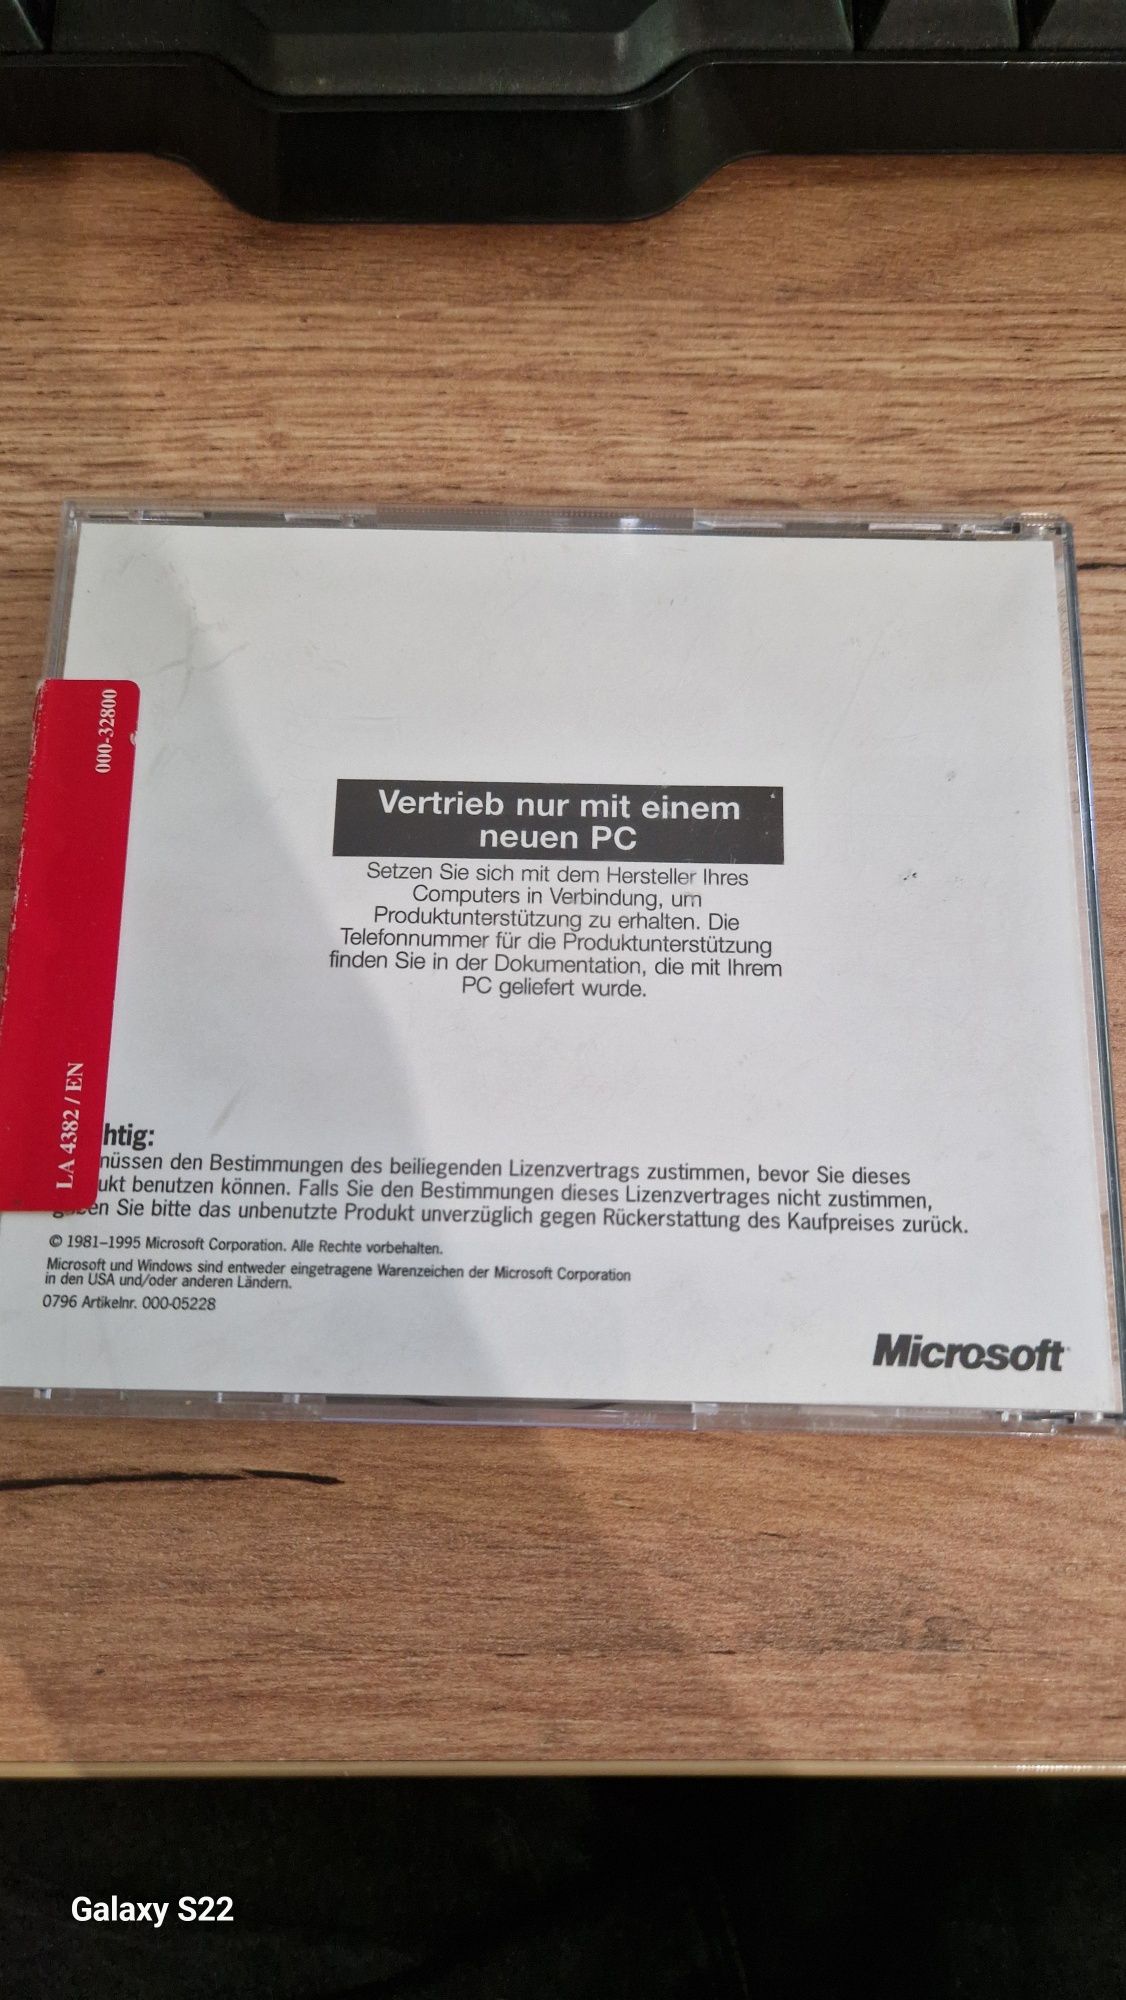 000-32800
LA 4382 / EN
Vertrieb nur mit einem
neuen PC
Setzen Sie sich mit dem Hersteller Ihres
Computers in Verbindung, um
Produktunterstützung zu erhalten. Die
Telefonnummer für die Produktunterstützung
finden Sie in der Dokumentation, die mit Ihrem
PC geliefert wurde.
htig:
müssen den Bestimmungen des beiliegenden Lizenzvertrags zustimmen, bevor Sie dieses
ukt benutzen können. Falls Sie den Bestimmungen dieses Lizenzvertrages nicht zustimmen,
Sie bitte das unbenutzte Produkt unverzüglich gegen Rückerstattung des Kaufpreises zurück.
© 1981–1995 Microsoft Corporation. Alle Rechte vorbehalten.
Microsoft und Windows sind entweder eingetragene Warenzeichen der Microsoft Corporation
in den USA und/oder anderen Ländern.
0796 Artikelnr. 000-05228
Microsoft
Galaxy S22